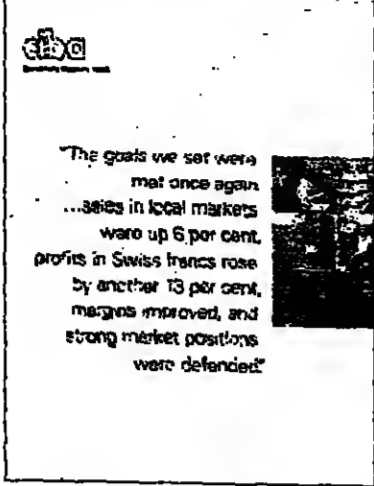 ciba
"The goals we set were
met once again
...sales in local markets
were up 6 per cent,
profits in Swiss francs rose
by another 13 per cent,
margins improved, and
strong market positions
were defended"